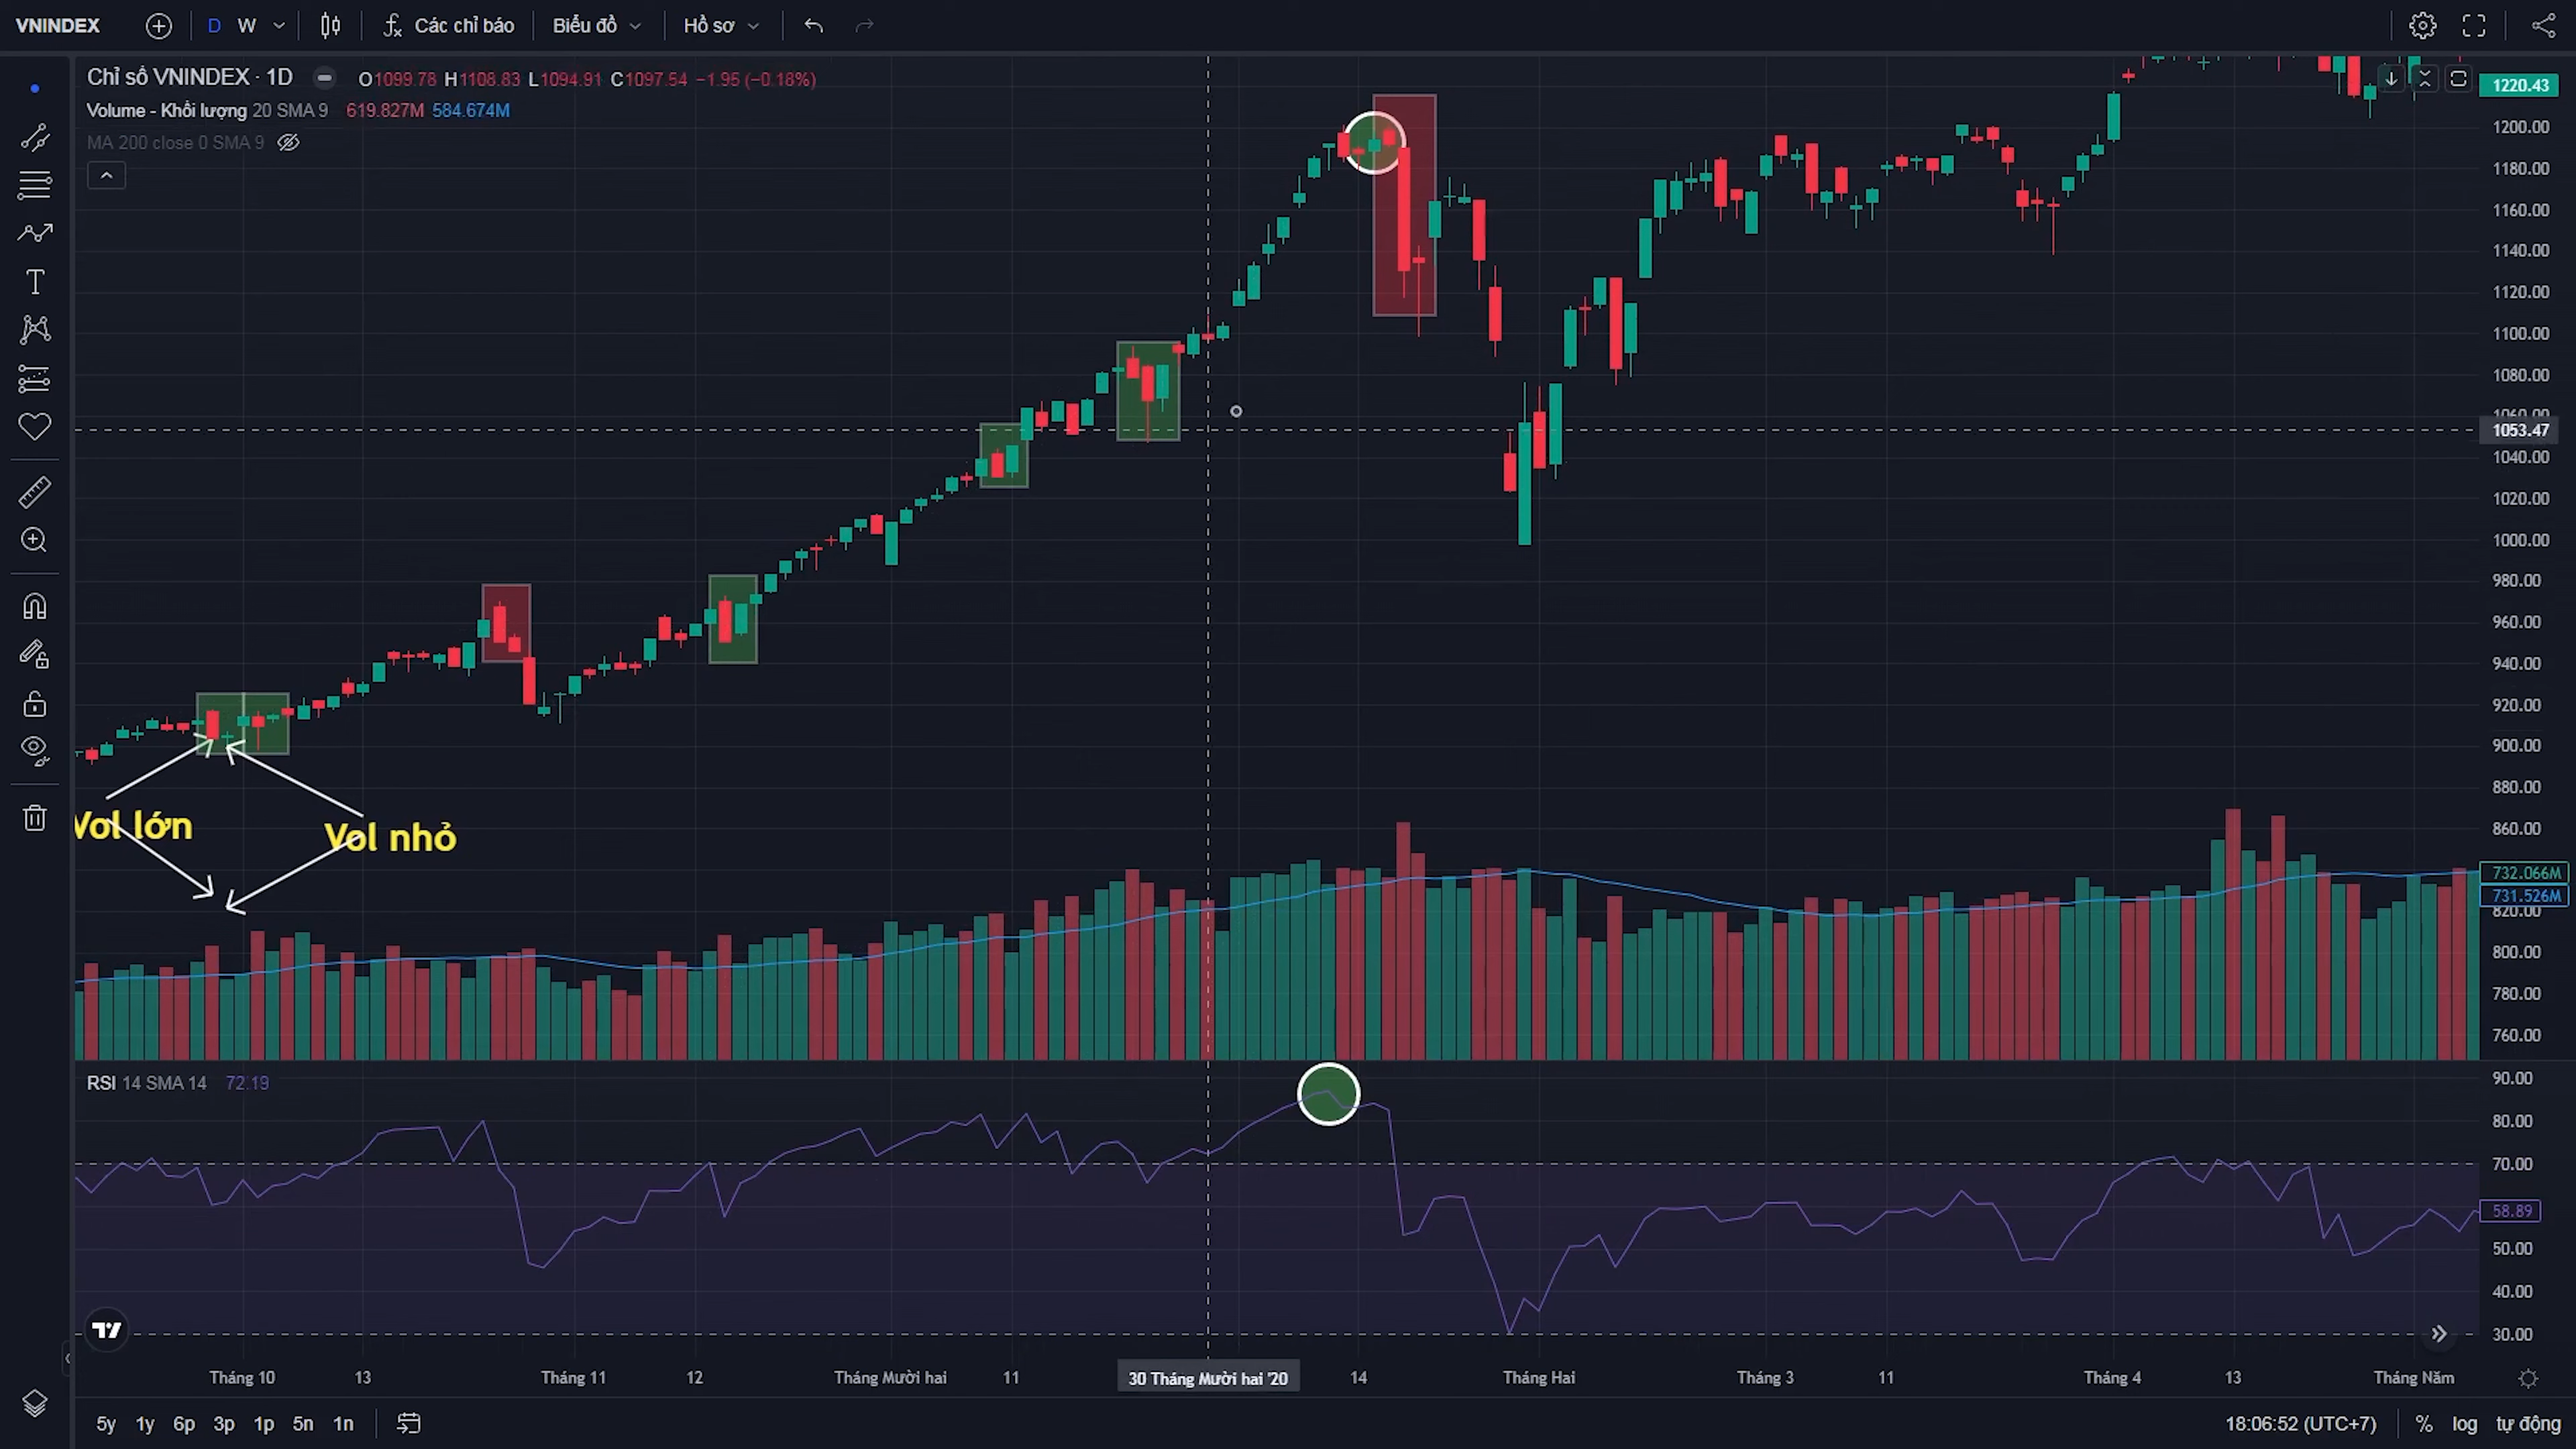 VNINDEX
D W
Các chỉ báo
Biểu đồ
Hồ sơ
Chỉ số VNINDEX · 1D O1099.78 H1108.83 L1094.91 C1097.54 −1.95 (−0.18%)
Volume - Khối lượng 20 SMA 9 619.827M 584.674M
MA 200 close 0 SMA 9
1220.43
1200.00
1180.00
1160.00
1140.00
1120.00
1100.00
1080.00
1060.00
1053.47
1040.00
1020.00
1000.00
980.00
960.00
940.00
920.00
900.00
880.00
860.00
732.066M
731.526M
820.00
800.00
780.00
760.00
Vol lớn
Vol nhỏ
RSI 14 SMA 14 72.19
90.00
80.00
70.00
58.89
50.00
40.00
30.00
Tháng 10 13 Tháng 11 12 Tháng Mười hai 11 30 Tháng Mười hai '20 14 Tháng Hai Tháng 3 11 Tháng 4 13 Tháng Năm
5y 1y 6p 3p 1p 5n 1n
18:06:52 (UTC+7) % log tự động